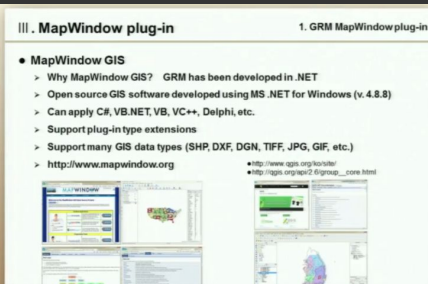 III. MapWindow plug-in
1. GRM MapWindow plug-in
● MapWindow GIS
➢ Why MapWindow GIS? GRM has been developed in .NET
➢ Open source GIS software developed using MS .NET for Windows (v. 4.8.8)
➢ Can apply C#, VB.NET, VB, VC++, Delphi, etc.
➢ Support plug-in type extensions
➢ Support many GIS data types (SHP, DXF, DGN, TIFF, JPG, GIF, etc.)
➢ http://www.mapwindow.org
●http://www.qgis.org/ko/site/
●http://qgis.org/api/2.6/group__core.html
MAPWINDOW